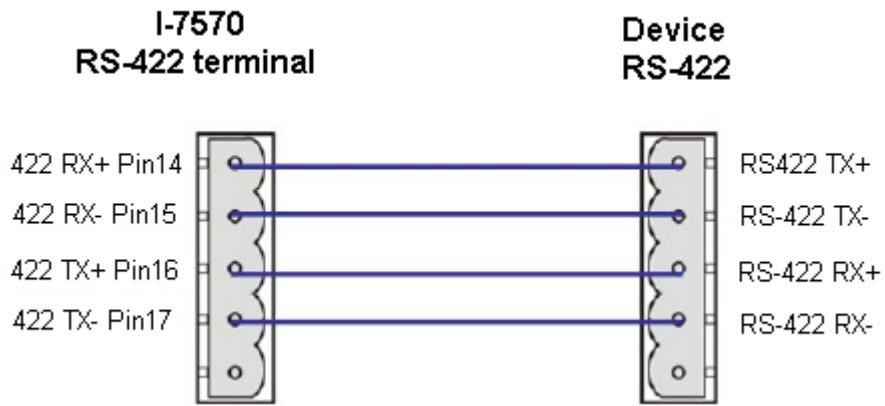 I-7570
RS-422 terminal
Device
RS-422
422 RX+ Pin14
RS422 TX+
422 RX- Pin15
RS-422 TX-
422 TX+ Pin16
RS-422 RX+
422 TX- Pin17
RS-422 RX-